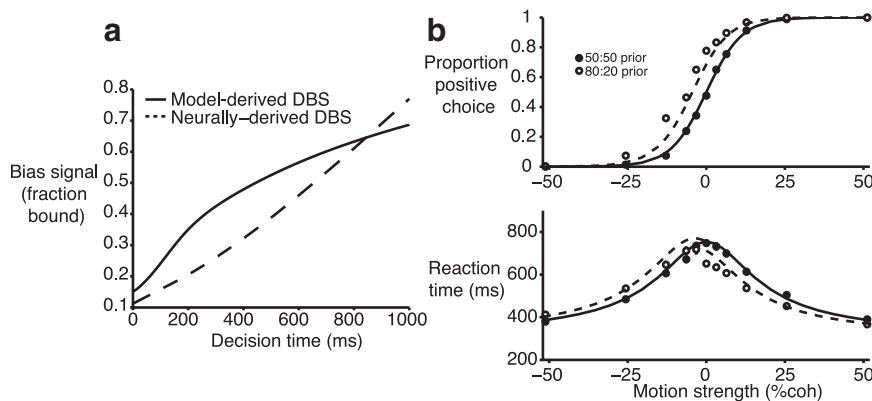 a
0.8
0.7
0.6
0.5
0.4
0.3
0.2
0.1
Bias signal
(fraction
bound)
Model-derived DBS
Neurally–derived DBS
0 200 400 600 800 1000
Decision time (ms)
b
1
0.8
0.6
0.4
0.2
0
Proportion
positive
choice
50:50 prior
80:20 prior
−50 −25 0 25 50
800
600
400
200
Reaction
time (ms)
−50 −25 0 25 50
Motion strength (%coh)